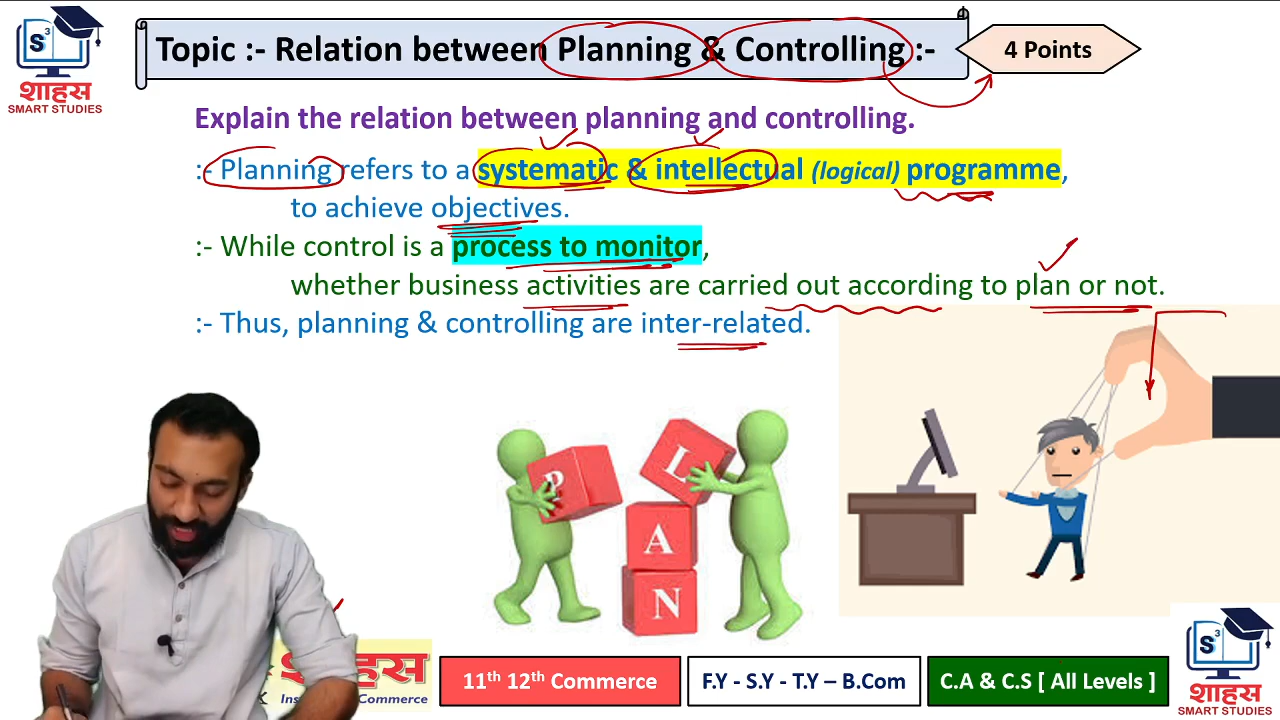 S³
शाहस
SMART STUDIES
Topic :- Relation between Planning & Controlling :-
4 Points
Explain the relation between planning and controlling.
:- Planning refers to a systematic & intellectual (logical) programme,
to achieve objectives.
:- While control is a process to monitor,
whether business activities are carried out according to plan or not.
:- Thus, planning & controlling are inter-related.
P
L
A
N
शाहस
Commerce
11th 12th Commerce
F.Y - S.Y - T.Y – B.Com
C.A & C.S [ All Levels ]
S³
शाहस
SMART STUDIES